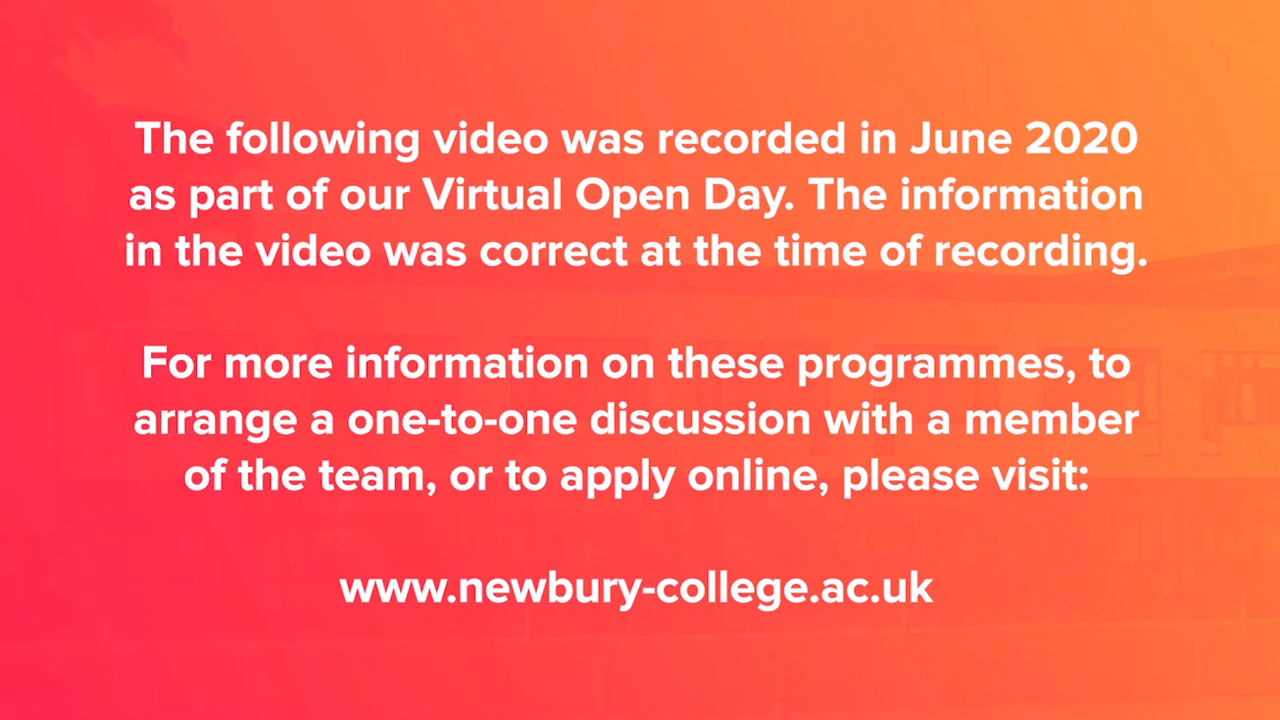 The following video was recorded in June 2020
as part of our Virtual Open Day. The information
in the video was correct at the time of recording.
For more information on these programmes, to
arrange a one-to-one discussion with a member
of the team, or to apply online, please visit:
www.newbury-college.ac.uk